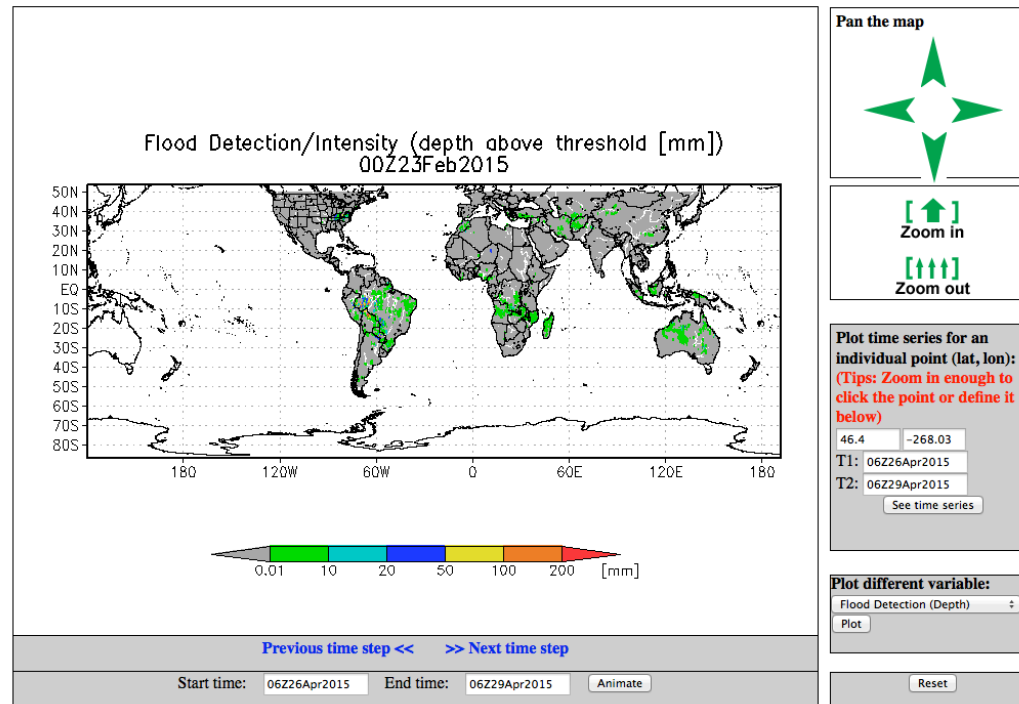 Flood Detection/Intensity (depth above threshold [mm])
00Z23Feb2015
50N
40N
30N
20N
10N
EQ
10S
20S
30S
40S
50S
60S
70S
80S
180 120W 60W 0 60E 120E 180
0.01 10 20 50 100 200 [mm]
Previous time step << >> Next time step
Start time: 06Z26Apr2015 End time: 06Z29Apr2015 Animate
Pan the map
Zoom in
Zoom out
Plot time series for an
individual point (lat, lon):
(Tips: Zoom in enough to
click the point or define it
below)
46.4 -268.03
T1: 06Z26Apr2015
T2: 06Z29Apr2015
See time series
Plot different variable:
Flood Detection (Depth)
Plot
Reset